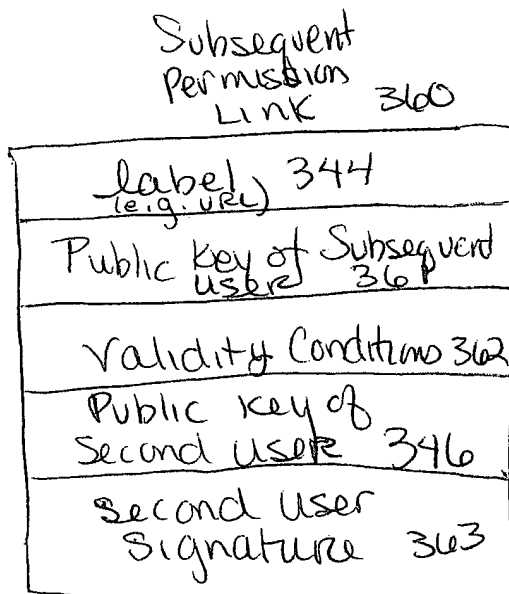 Subsequent
Permission
Link 360
label 344
(e.g. URL)
Public Key of Subsequent
user 361
Validity Conditions 362
Public Key of
Second user 346
second user
signature 363